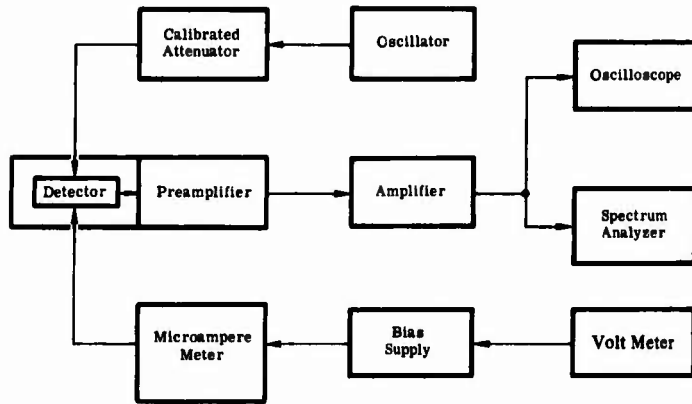 Calibrated
Attenuator
Oscillator
Oscilloscope
Detector
Preamplifier
Amplifier
Spectrum
Analyzer
Microampere
Meter
Bias
Supply
Volt Meter